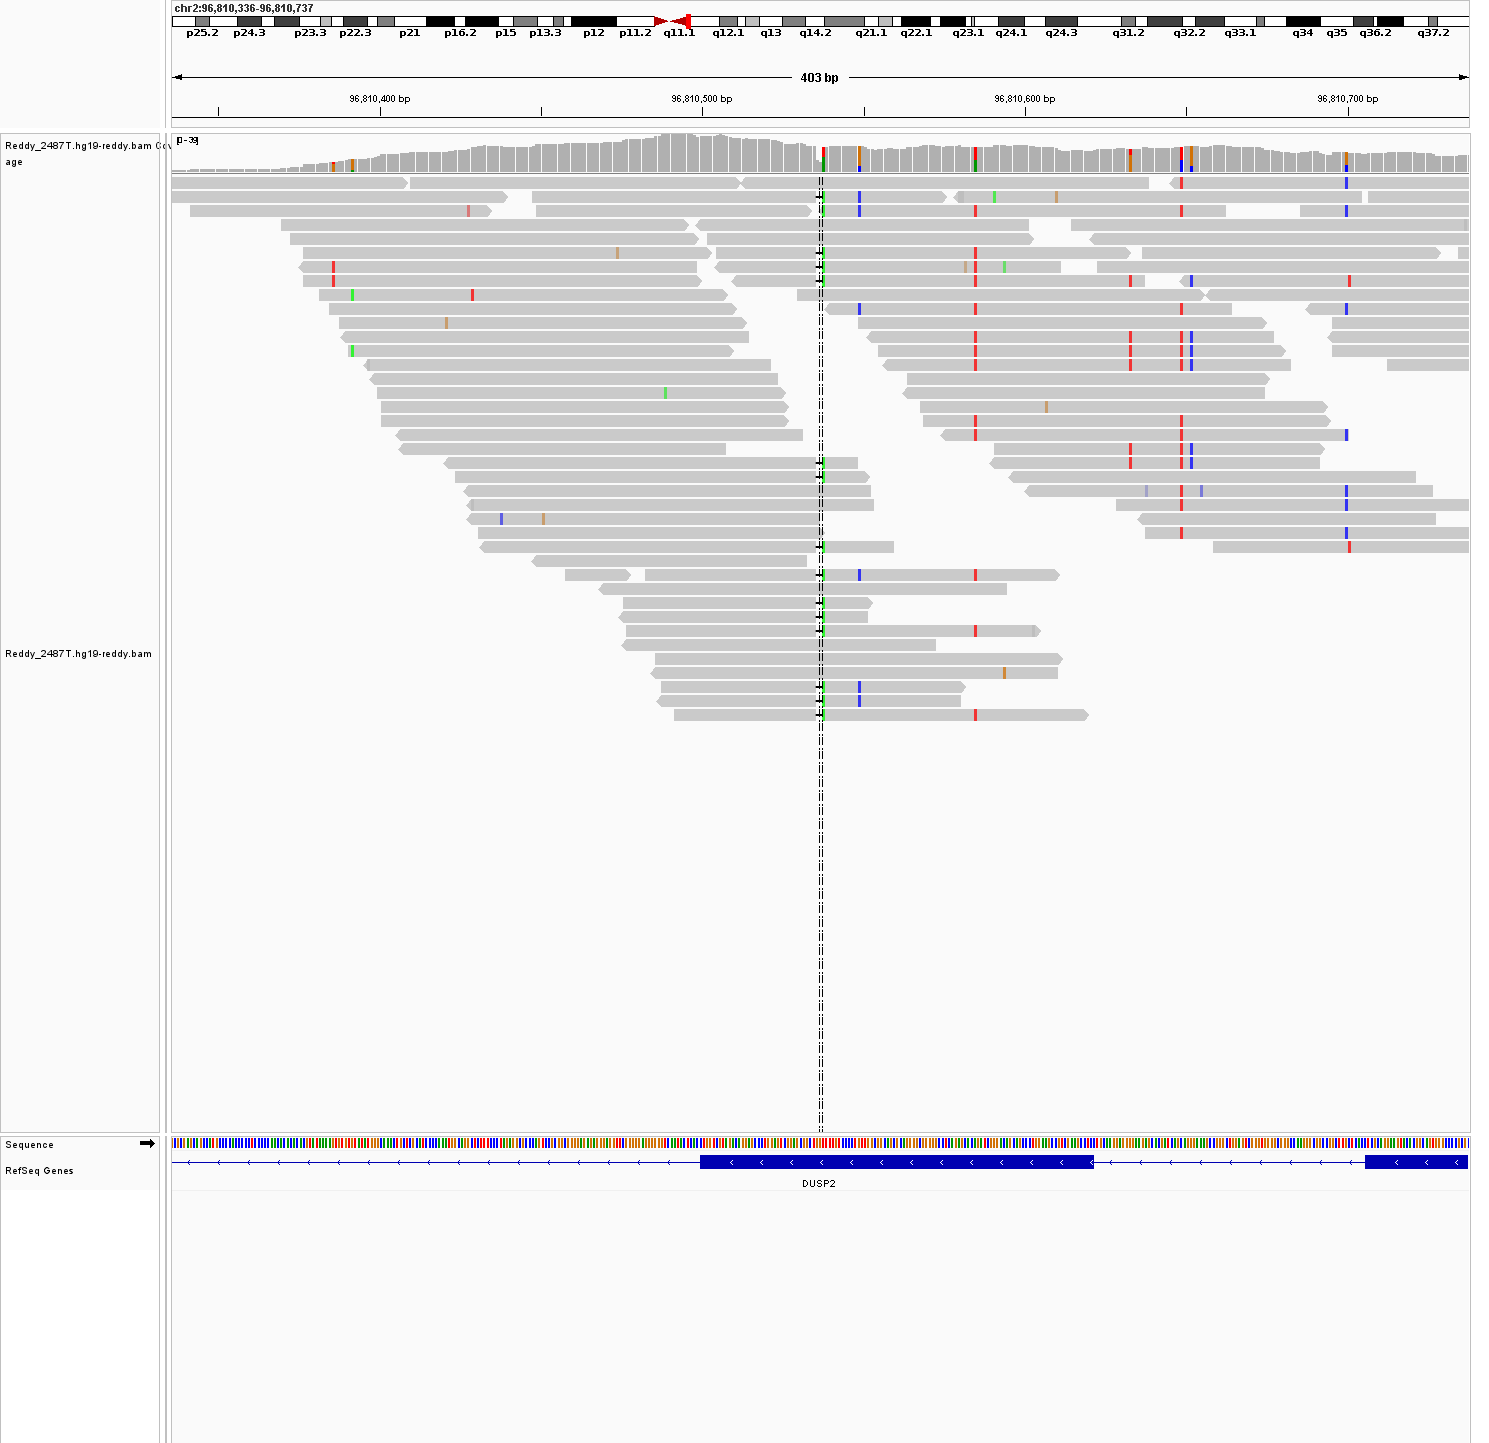 chr2:96,810,336-96,810,737
p25.2 p24.3 p23.3 p22.3 p21 p16.2 p15 p13.3 p12 p11.2 q11.1 q12.1 q13 q14.2 q21.1 q22.1 q23.1 q24.1 q24.3 q31.2 q32.2 q33.1 q34 q35 q36.2 q37.2
403 bp
96,810,400 bp 96,810,500 bp 96,810,600 bp 96,810,700 bp
Reddy_2487T.hg19-reddy.bam Cov
age
[0-39]
Reddy_2487T.hg19-reddy.bam
Sequence
RefSeq Genes
DUSP2